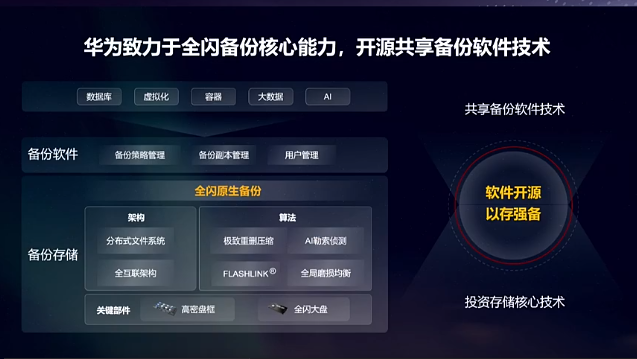 华为致力于全闪备份核心能力，开源共享备份软件技术
数据库 虚拟化 容器 大数据 AI
备份软件 备份策略管理 备份副本管理 用户管理
全闪原生备份
备份存储
架构
分布式文件系统
全互联架构
算法
极致重删压缩 AI勒索侦测
FLASHLINK® 全局磨损均衡
关键部件 高密盘框 全闪大盘
共享备份软件技术
软件开源
以存强备
投资存储核心技术